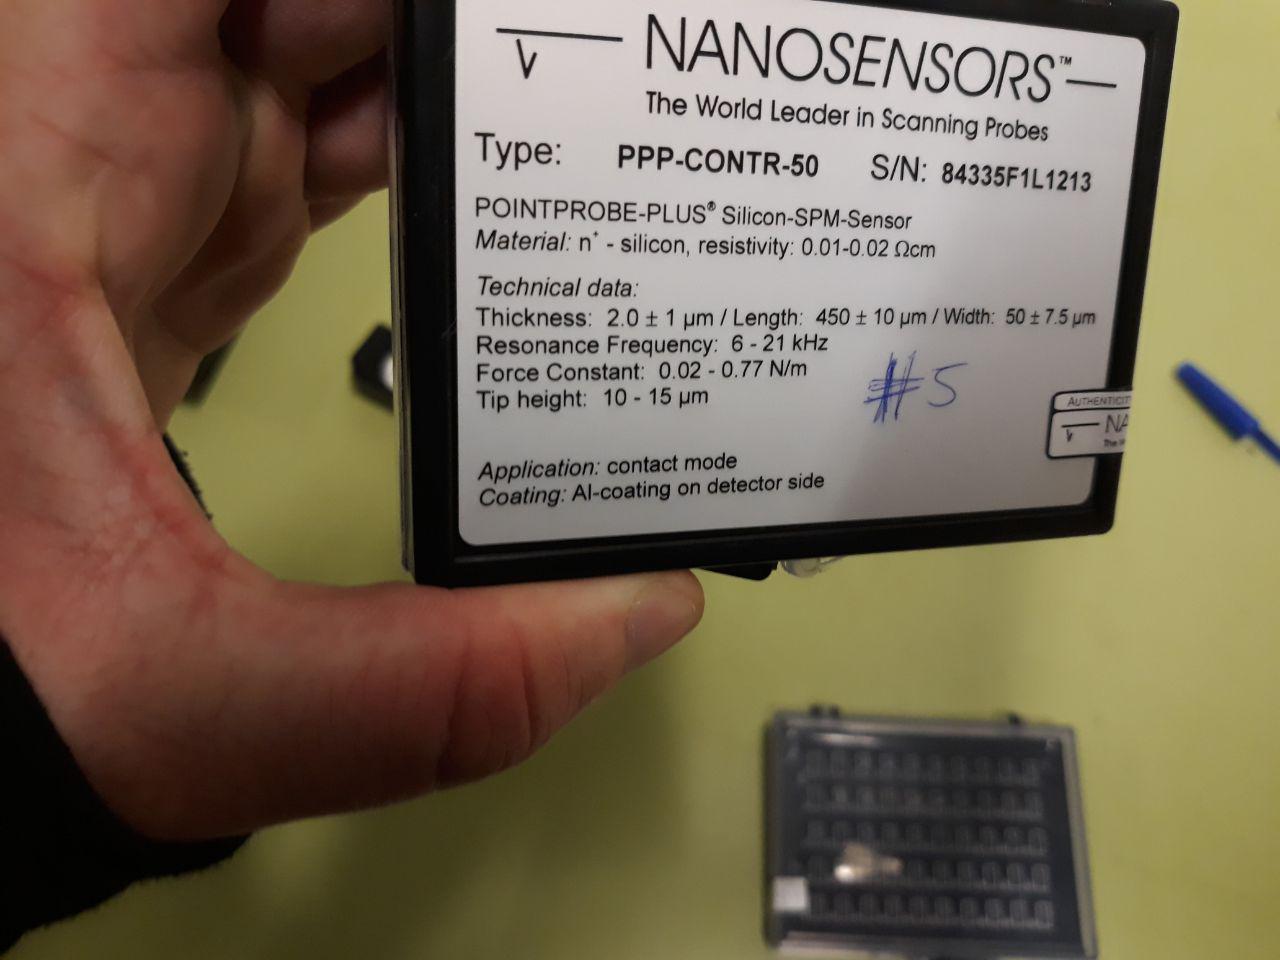 NANOSENSORS™
The World Leader in Scanning Probes
Type: PPP-CONTR-50 S/N: 84335F1L1213
POINTPROBE-PLUS® Silicon-SPM-Sensor
Material: n⁺ - silicon, resistivity: 0.01-0.02 Ωcm
Technical data:
Thickness: 2.0 ± 1 µm / Length: 450 ± 10 µm / Width: 50 ± 7.5 µm
Resonance Frequency: 6 - 21 kHz
Force Constant: 0.02 - 0.77 N/m
Tip height: 10 - 15 µm
#5
AUTHENTICIT
NA
The
Application: contact mode
Coating: Al-coating on detector side